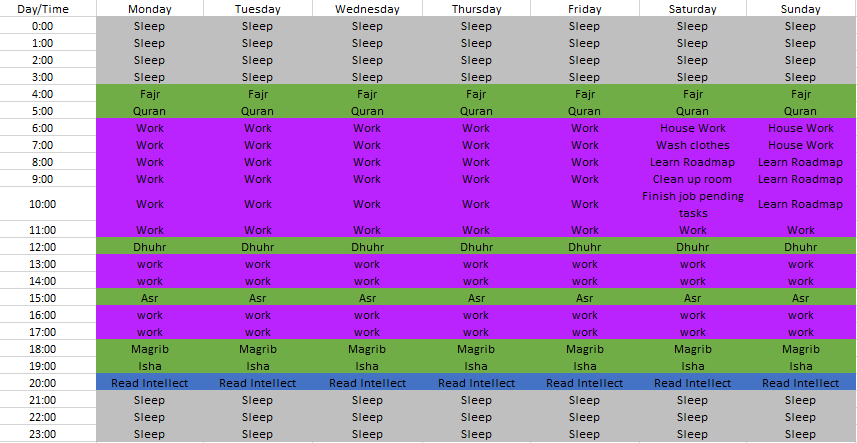 Day/Time Monday Tuesday Wednesday Thursday Friday Saturday Sunday
0:00 Sleep Sleep Sleep Sleep Sleep Sleep Sleep
1:00 Sleep Sleep Sleep Sleep Sleep Sleep Sleep
2:00 Sleep Sleep Sleep Sleep Sleep Sleep Sleep
3:00 Sleep Sleep Sleep Sleep Sleep Sleep Sleep
4:00 Fajr Fajr Fajr Fajr Fajr Fajr Fajr
5:00 Quran Quran Quran Quran Quran Quran Quran
6:00 Work Work Work Work Work House Work House Work
7:00 Work Work Work Work Work Wash clothes House Work
8:00 Work Work Work Work Work Learn Roadmap Learn Roadmap
9:00 Work Work Work Work Work Clean up room Learn Roadmap
10:00 Work Work Work Work Work Finish job pending tasks Learn Roadmap
11:00 Work Work Work Work Work Work Work
12:00 Dhuhr Dhuhr Dhuhr Dhuhr Dhuhr Dhuhr Dhuhr
13:00 work work work work work work work
14:00 work work work work work work work
15:00 Asr Asr Asr Asr Asr Asr Asr
16:00 work work work work work work work
17:00 work work work work work work work
18:00 Magrib Magrib Magrib Magrib Magrib Magrib Magrib
19:00 Isha Isha Isha Isha Isha Isha Isha
20:00 Read Intellect Read Intellect Read Intellect Read Intellect Read Intellect Read Intellect Read Intellect
21:00 Sleep Sleep Sleep Sleep Sleep Sleep Sleep
22:00 Sleep Sleep Sleep Sleep Sleep Sleep Sleep
23:00 Sleep Sleep Sleep Sleep Sleep Sleep Sleep